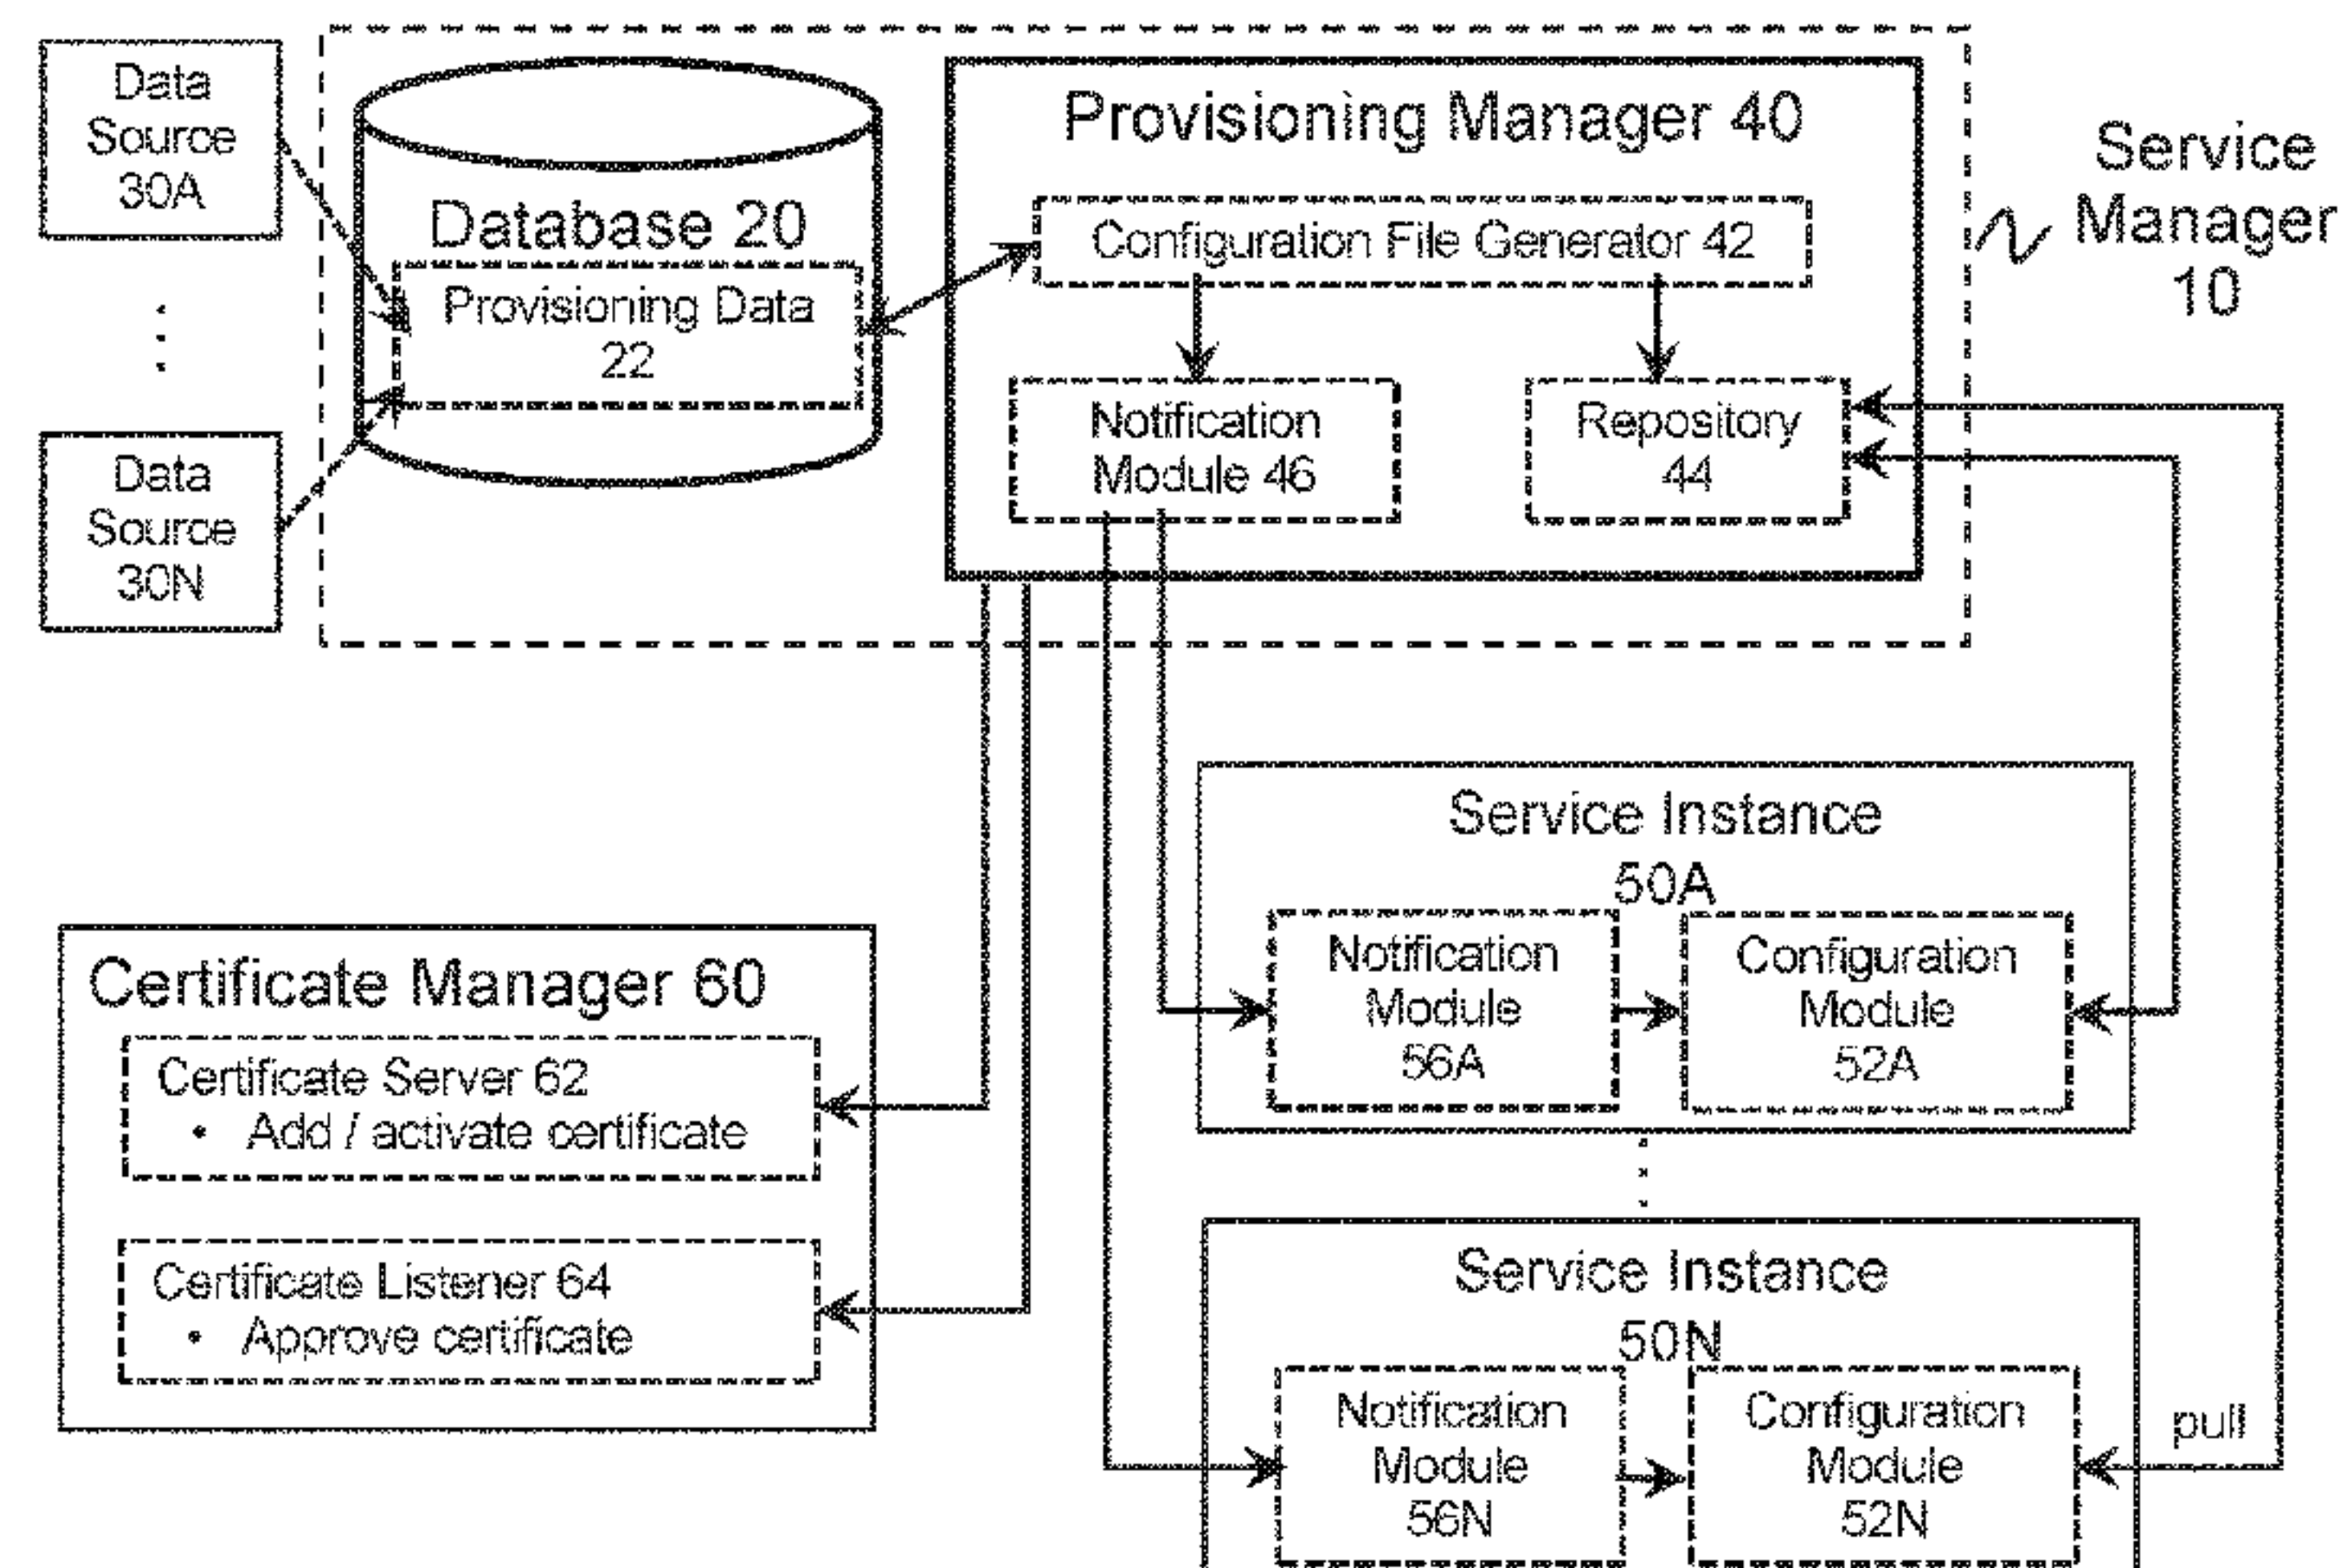 Data
Source
30A
Data
Source
30N
Database 20
Provisioning Data
22
Provisioning Manager 40
Configuration File Generator 42
Notification
Module 46
Repository
44
Service
Manager
10
Certificate Manager 60
Certificate Server 62
• Add / activate certificate
Certificate Listener 64
• Approve certificate
Service Instance
50A
Notification
Module
56A
Configuration
Module
52A
Service Instance
50N
Notification
Module
56N
Configuration
Module
52N
pull